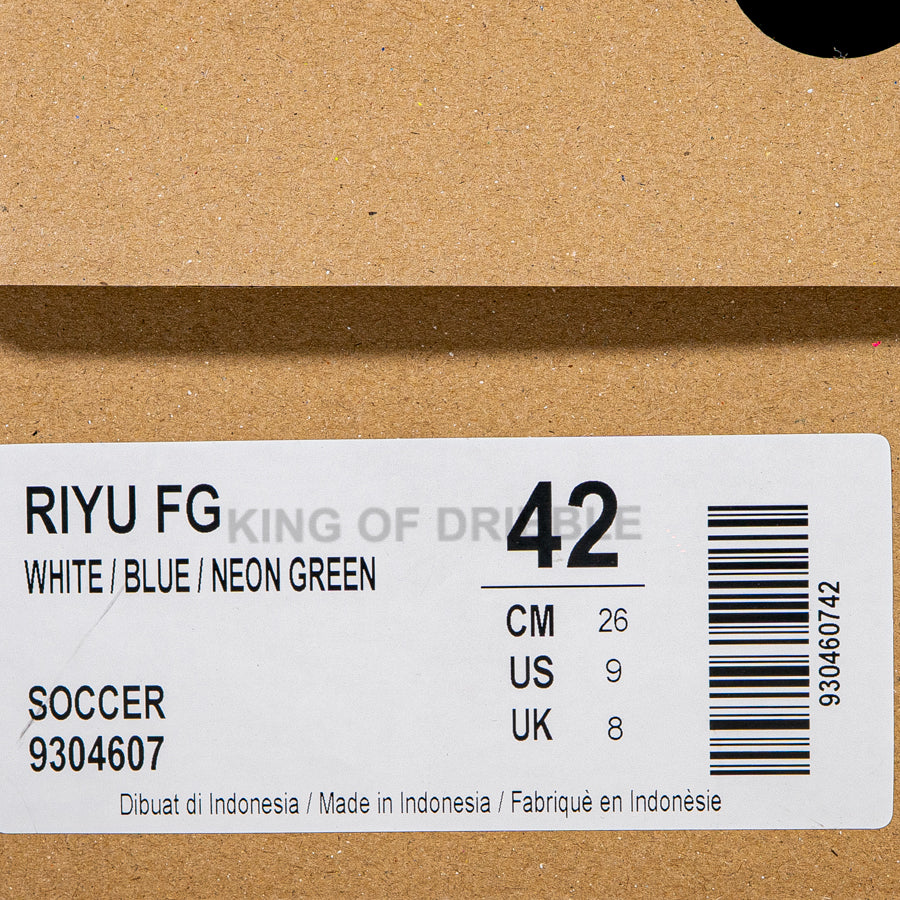 RIYU FG
WHITE / BLUE / NEON GREEN
SOCCER
9304607
KING OF DRIBBLE
42
CM 26
US 9
UK 8
930460742
Dibuat di Indonesia / Made in Indonesia / Fabriquè en Indonèsie